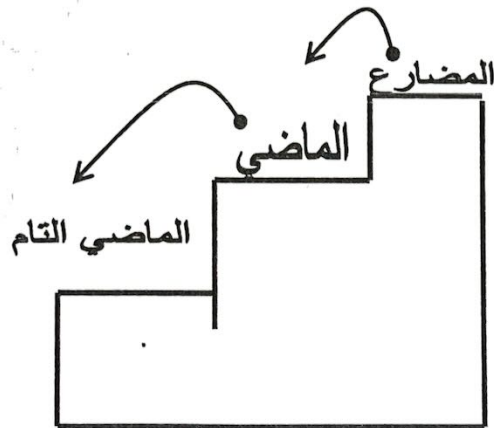 المضارع
الماضي
الماضي التام